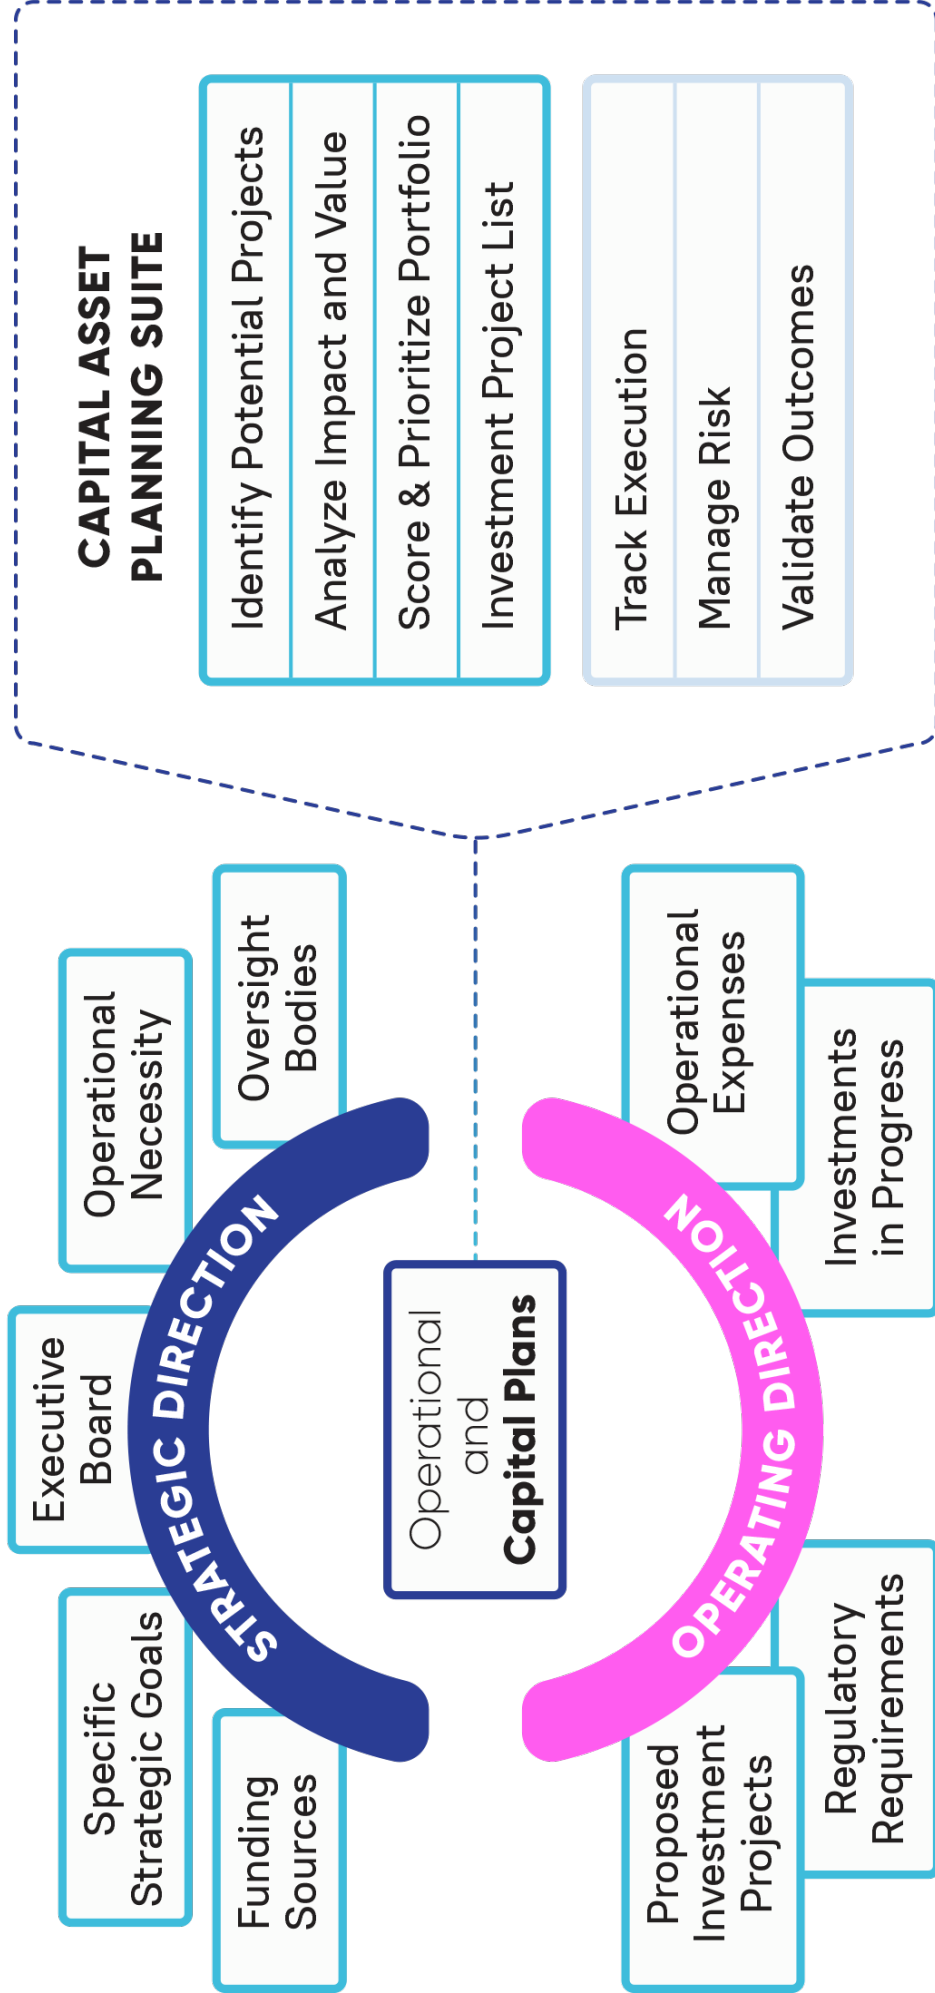 Executive
Board
Specific
Strategic Goals
Operational
Necessity
Funding
Sources
Oversight
Bodies
STRATEGIC DIRECTION
Operational
and
Capital Plans
OPERATING DIRECTION
Proposed
Investment
Projects
Operational
Expenses
Regulatory
Requirements
Investments
in Progress
CAPITAL ASSET
PLANNING SUITE
Identify Potential Projects
Analyze Impact and Value
Score & Prioritize Portfolio
Investment Project List
Track Execution
Manage Risk
Validate Outcomes